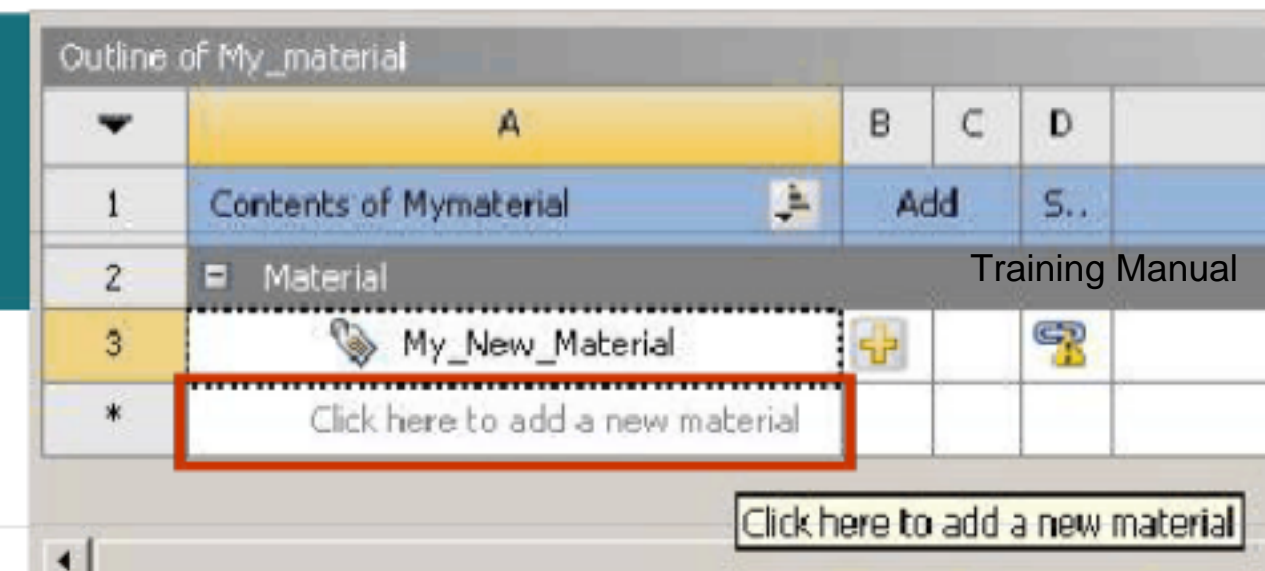 Outline of My_material
A B C D
1 Contents of Mymaterial Add S..
2 Material Training Manual
3 My_New_Material
* Click here to add a new material
Click here to add a new material